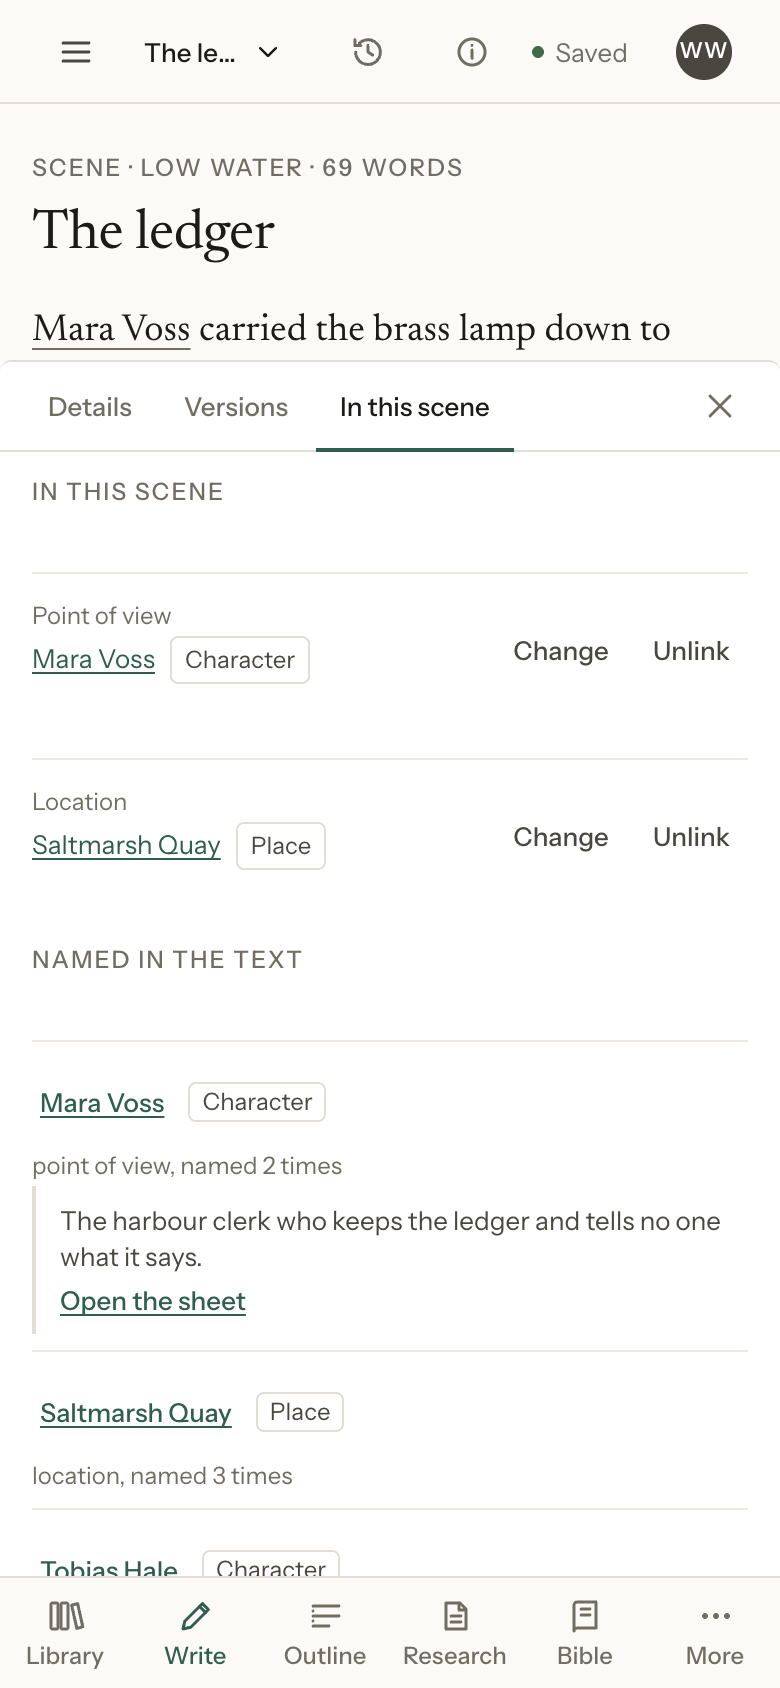 The le...
Saved
WW
SCENE · LOW WATER · 69 WORDS
The ledger
Mara Voss carried the brass lamp down to
Details Versions In this scene
IN THIS SCENE
Point of view
Mara Voss Character Change Unlink
Location
Saltmarsh Quay Place Change Unlink
NAMED IN THE TEXT
Mara Voss Character
point of view, named 2 times
The harbour clerk who keeps the ledger and tells no one
what it says.
Open the sheet
Saltmarsh Quay Place
location, named 3 times
Tobias Hale Character
Library Write Outline Research Bible More